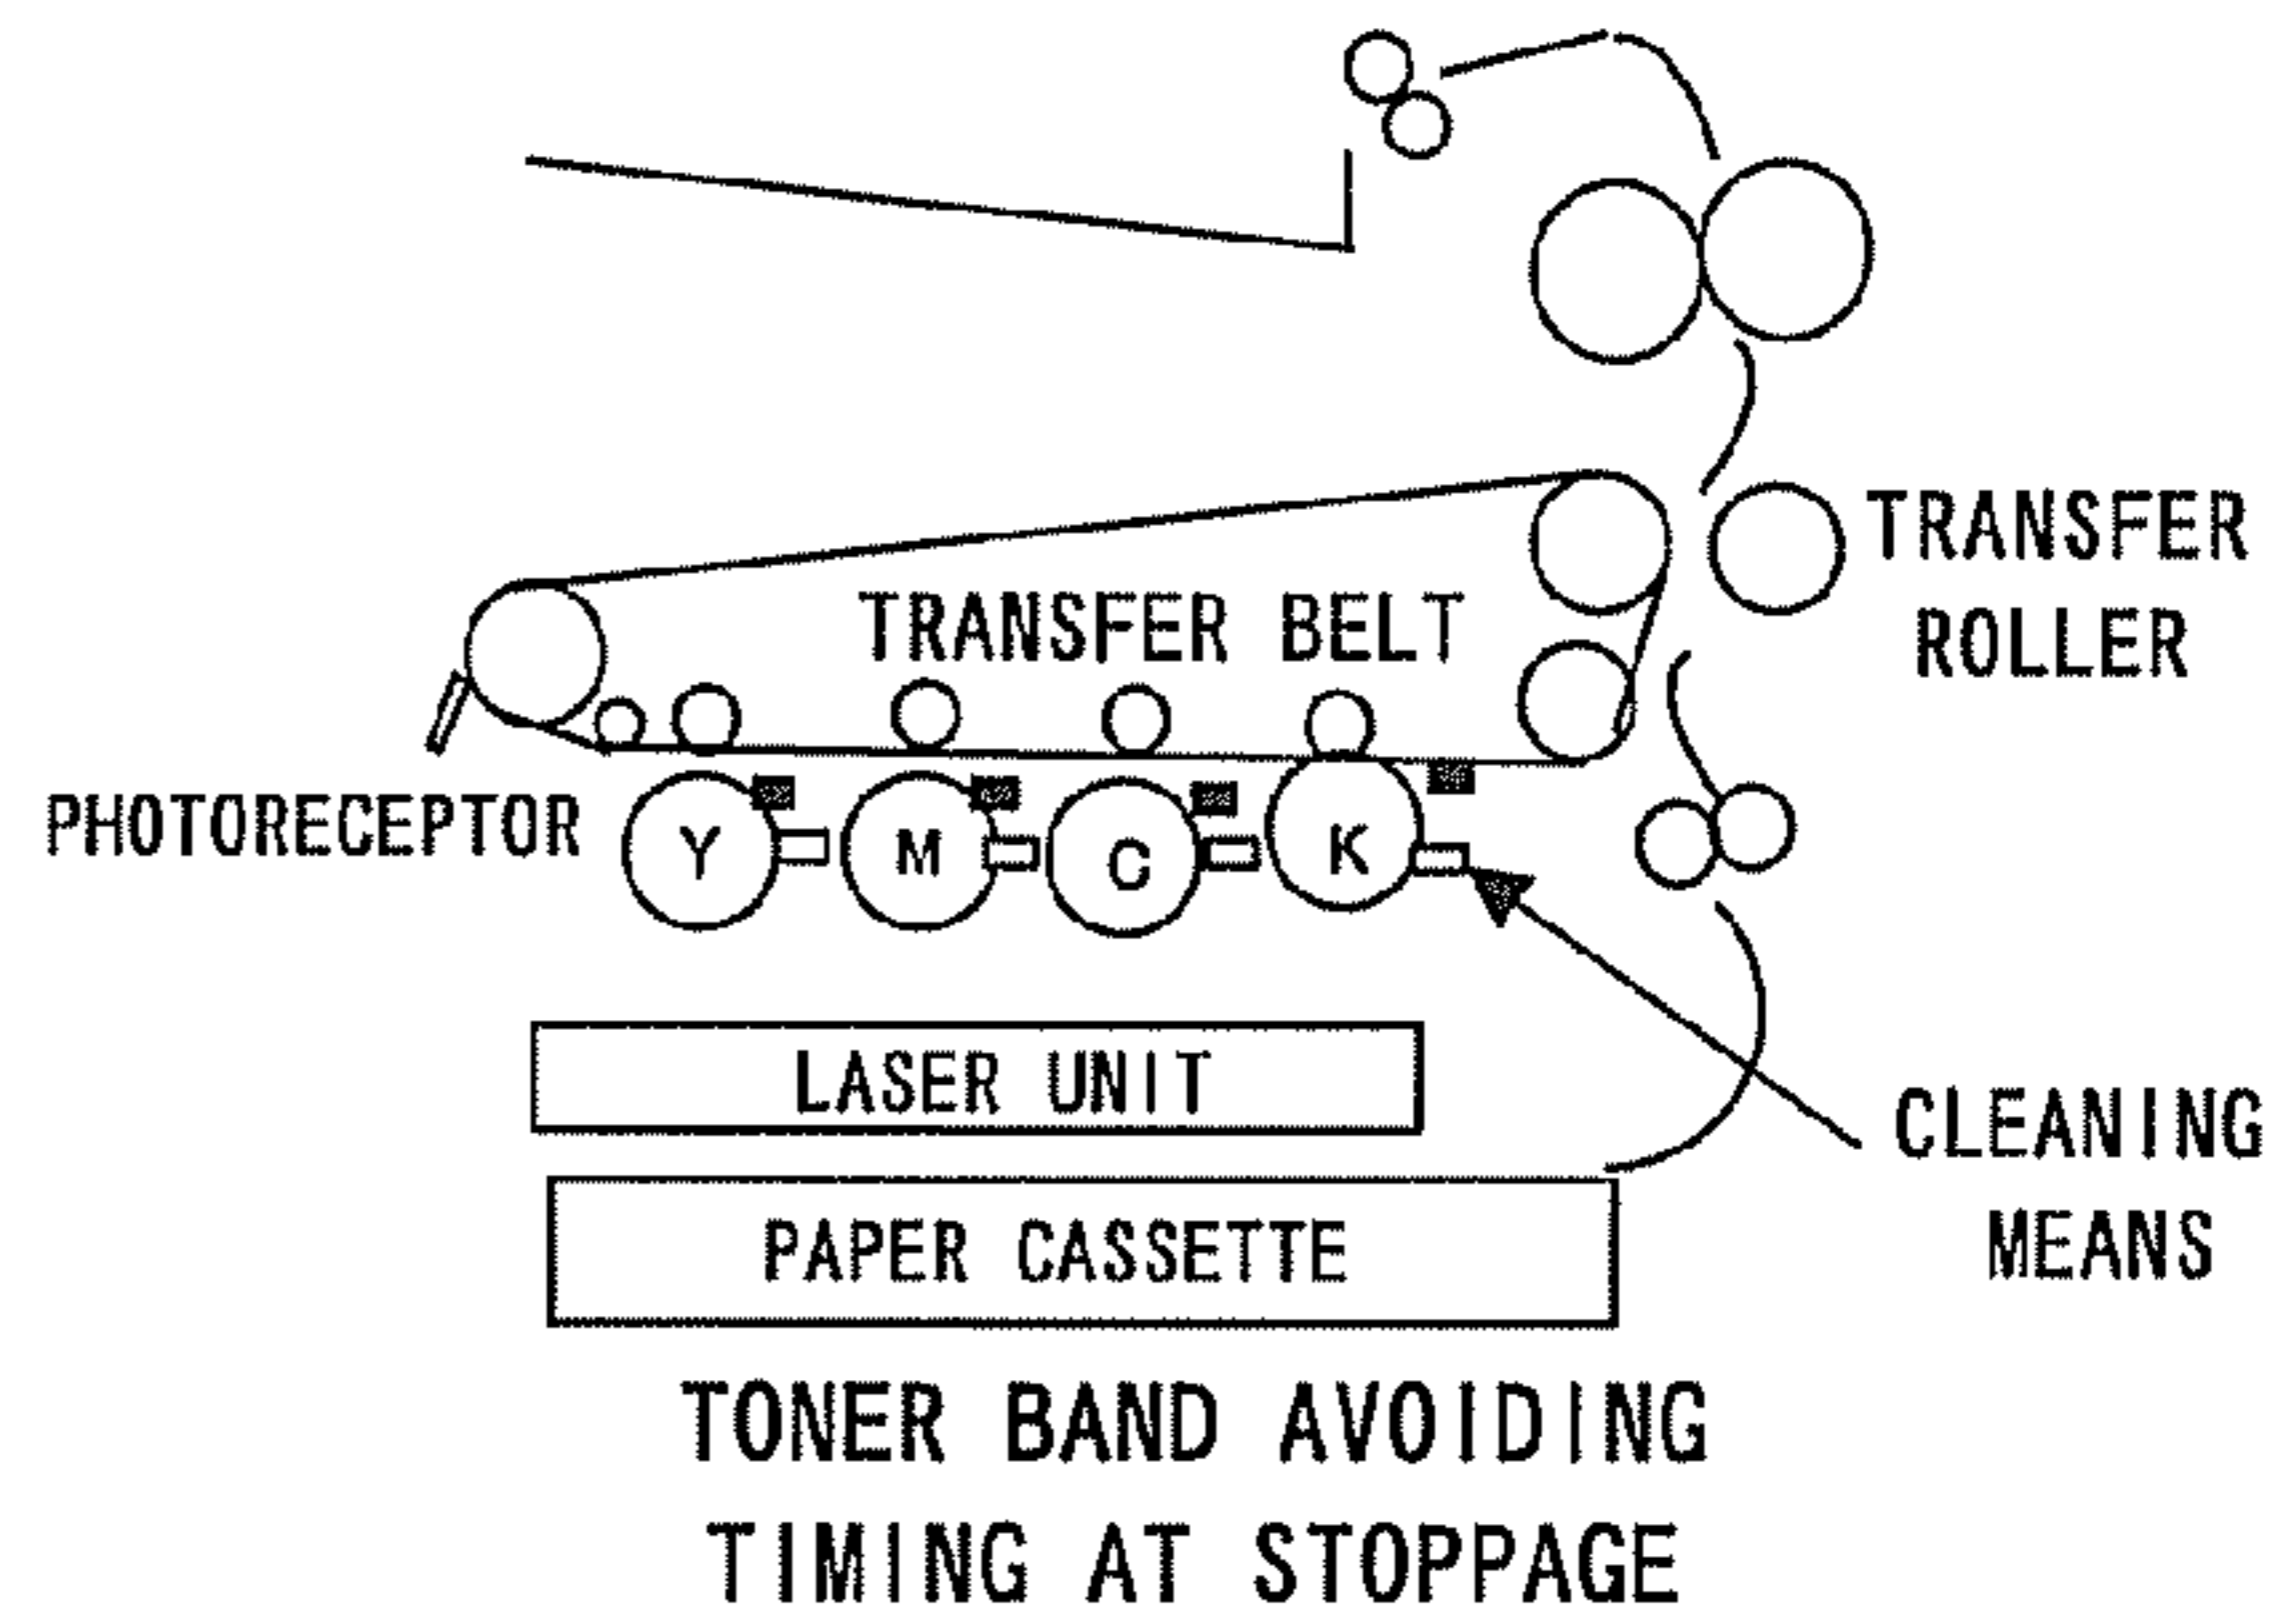 TRANSFER BELT
TRANSFER
ROLLER
PHOTORECEPTOR
Y M C K
LASER UNIT
CLEANING
MEANS
PAPER CASSETTE
TONER BAND AVOIDING
TIMING AT STOPPAGE